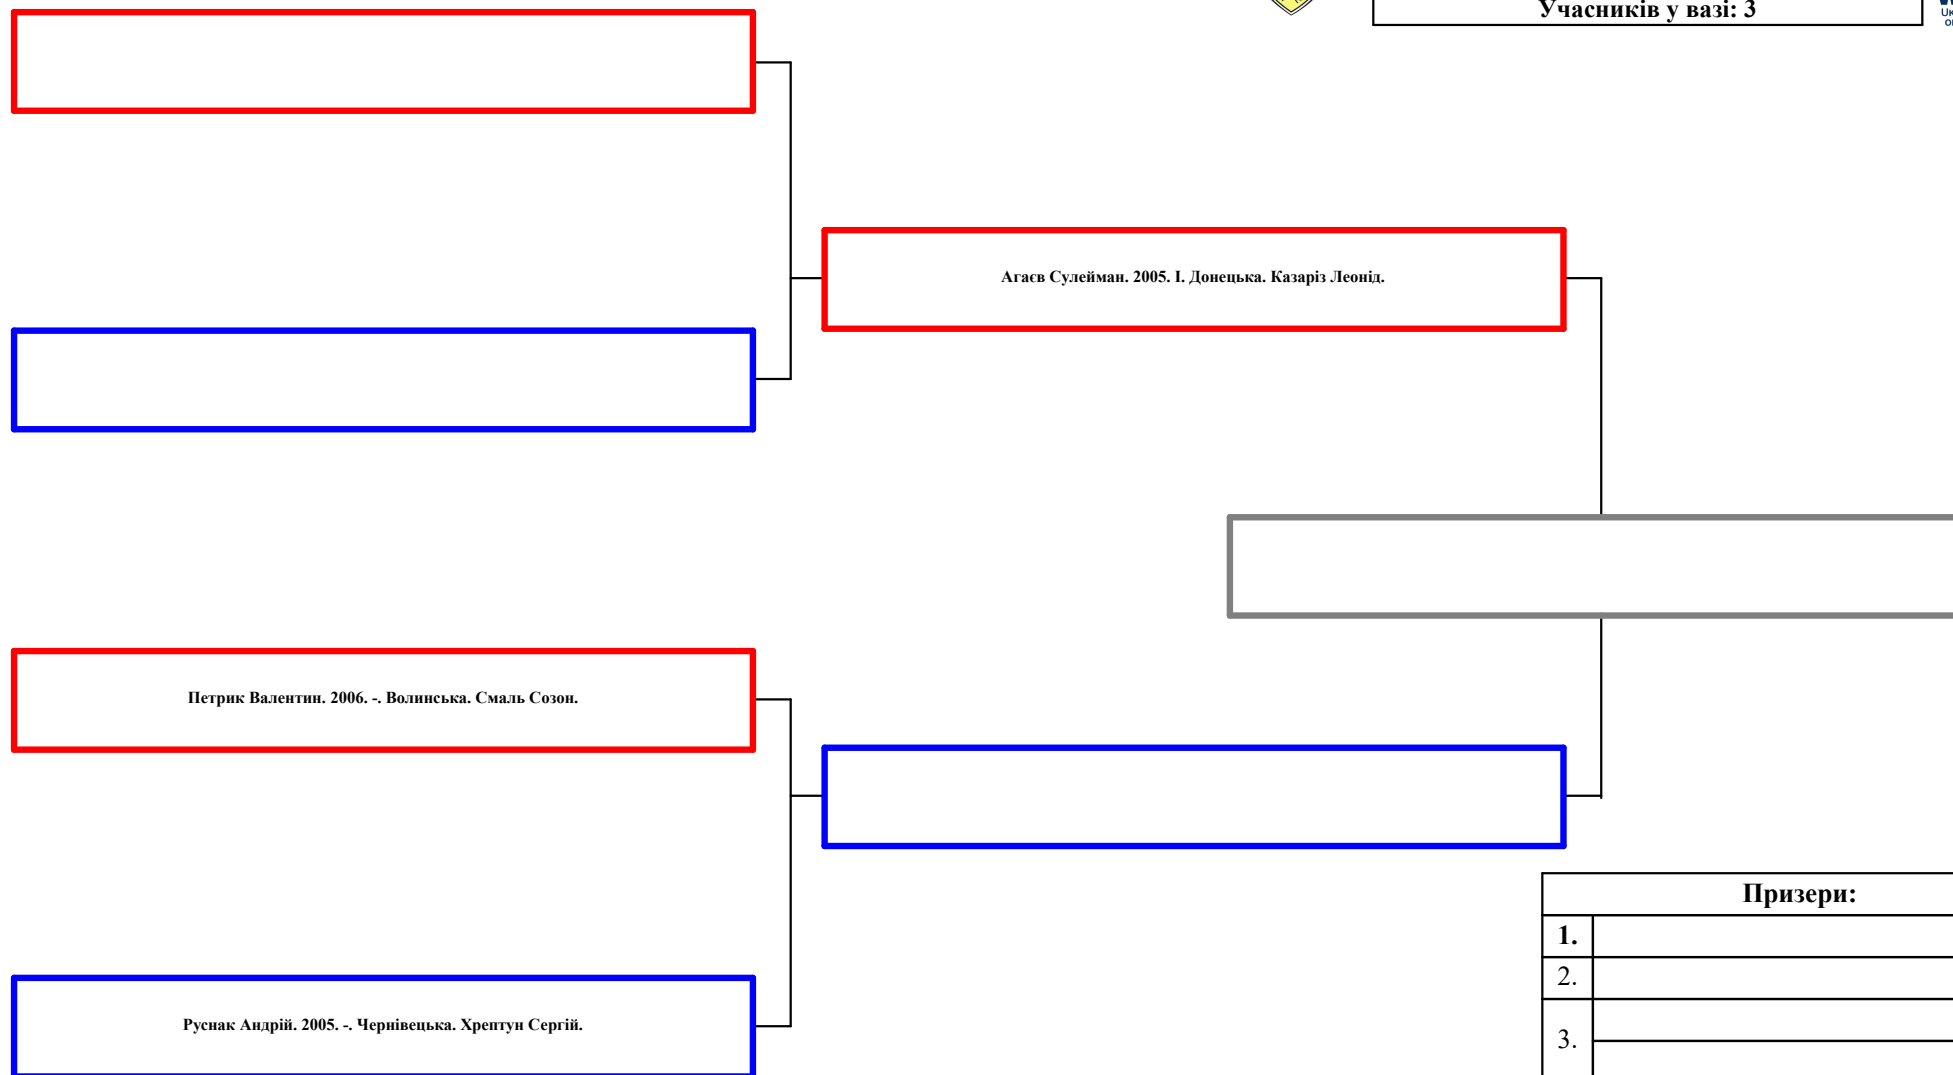 Учасників у вазі: 3
Агаєв Сулейман. 2005. І. Донецька. Казаріз Леонід.
Петрик Валентин. 2006. -. Волинська. Смаль Созон.
Руснак Андрій. 2005. -. Чернівецька. Хрептун Сергій.
Призери:
1.
2.
3.